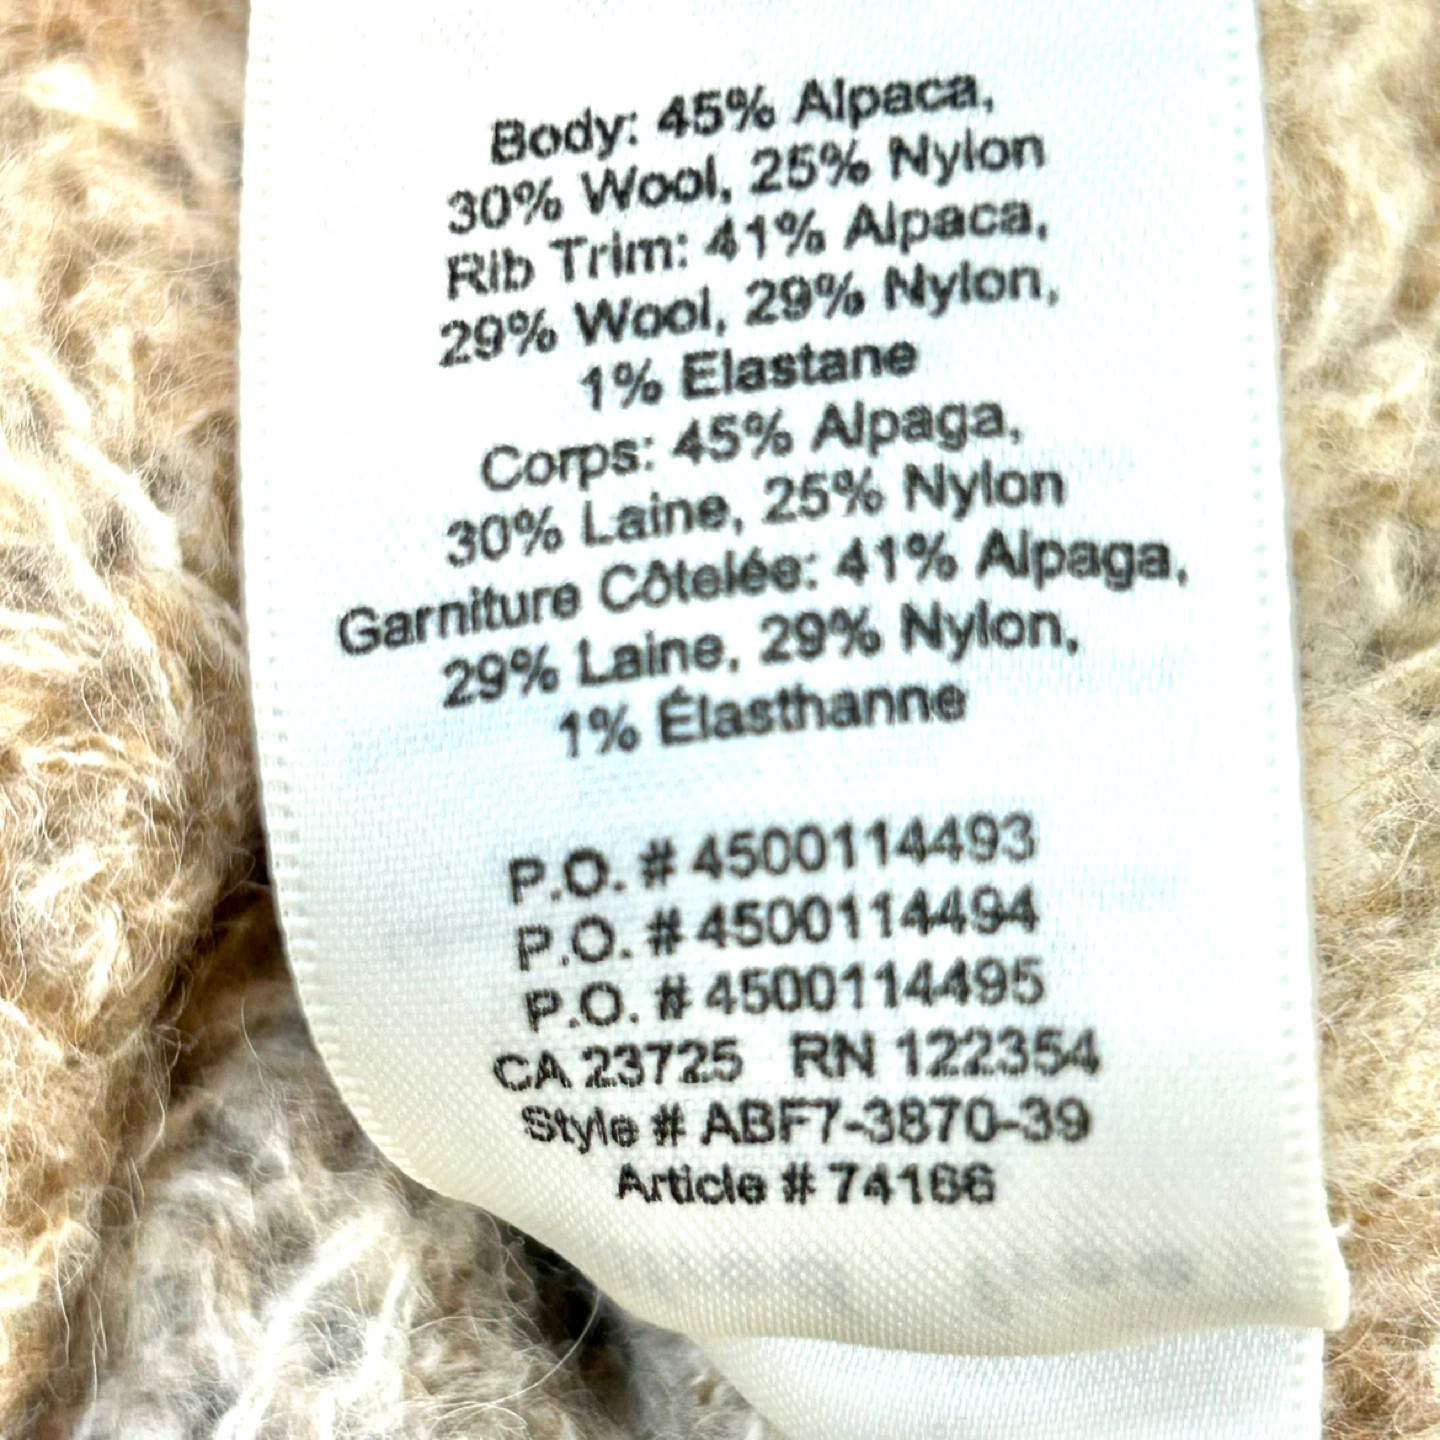 Body: 45% Alpaca,
30% Wool, 25% Nylon
Rib Trim: 41% Alpaca,
29% Wool, 29% Nylon,
1% Elastane
Corps: 45% Alpaga,
30% Laine, 25% Nylon
Garniture Côtelée: 41% Alpaga,
29% Laine, 29% Nylon,
1% Élasthanne
P.O. # 4500114493
P.O. # 4500114494
P.O. # 4500114495
CA 23725 RN 122354
Style # ABF7-3870-39
Article # 74166